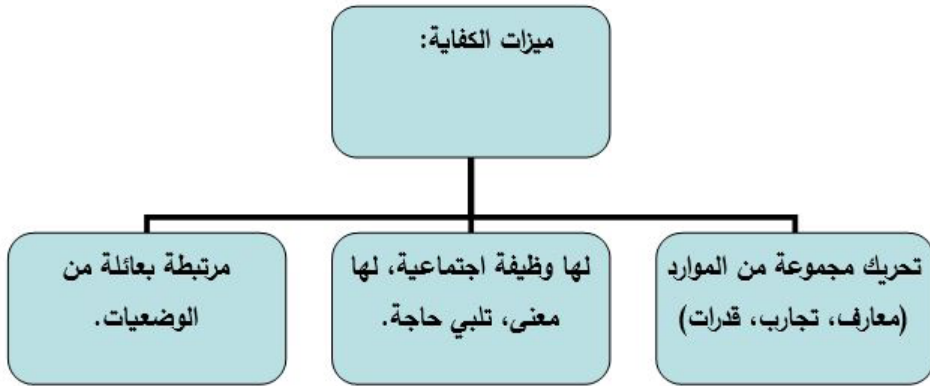 ميزات الكفاية:
تحريك مجموعة من الموارد
(معارف، تجارب، قدرات)
لها وظيفة اجتماعية، لها
معنى، تلبي حاجة.
مرتبطة بعائلة من
الوضعيات.